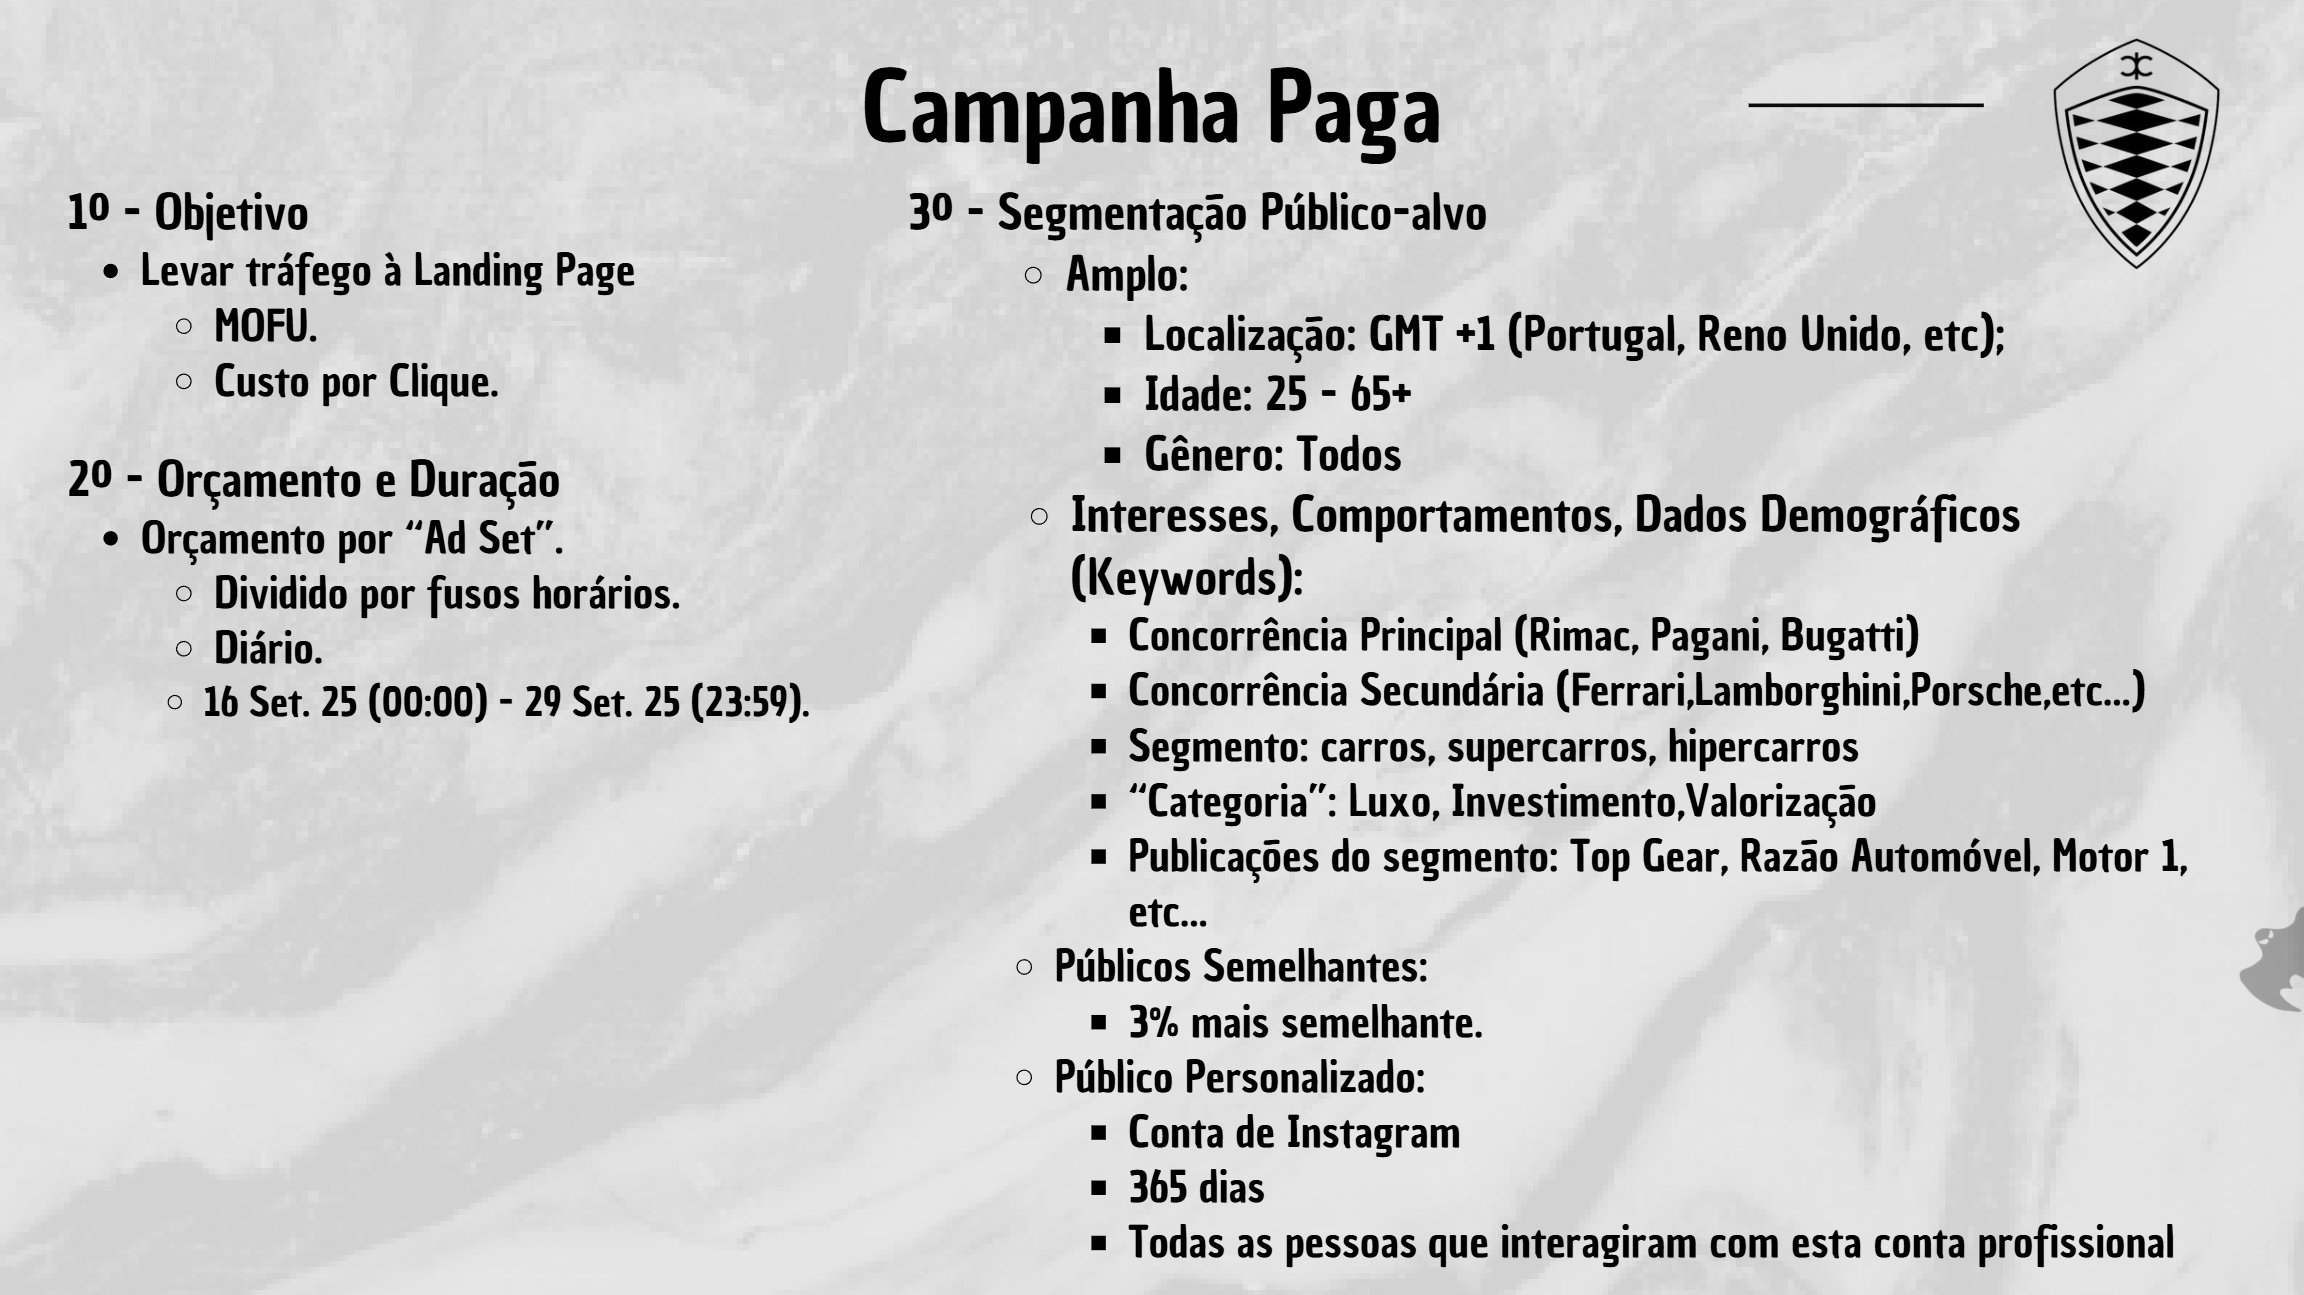 Campanha Paga
1º - Objetivo
Levar tráfego à Landing Page
MOFU.
Custo por Clique.
2º - Orçamento e Duração
Orçamento por “Ad Set”.
Dividido por fusos horários.
Diário.
16 Set. 25 (00:00) - 29 Set. 25 (23:59).
3º - Segmentação Público-alvo
Amplo:
Localização: GMT +1 (Portugal, Reno Unido, etc);
Idade: 25 - 65+
Gênero: Todos
Interesses, Comportamentos, Dados Demográficos
(Keywords):
Concorrência Principal (Rimac, Pagani, Bugatti)
Concorrência Secundária (Ferrari,Lamborghini,Porsche,etc...)
Segmento: carros, supercarros, hipercarros
“Categoria”: Luxo, Investimento,Valorização
Publicações do segmento: Top Gear, Razão Automóvel, Motor 1,
etc...
Públicos Semelhantes:
3% mais semelhante.
Público Personalizado:
Conta de Instagram
365 dias
Todas as pessoas que interagiram com esta conta profissional